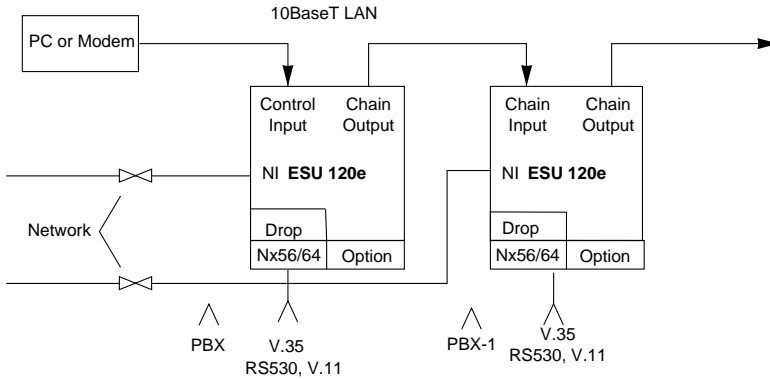 10BaseT LAN
PC or Modem
Control Input
Chain Output
Chain Input
Chain Output
NI ESU 120e
NI ESU 120e
Network
Drop
Drop
Nx56/64
Option
Nx56/64
Option
PBX
V.35
RS530, V.11
PBX-1
V.35
RS530, V.11